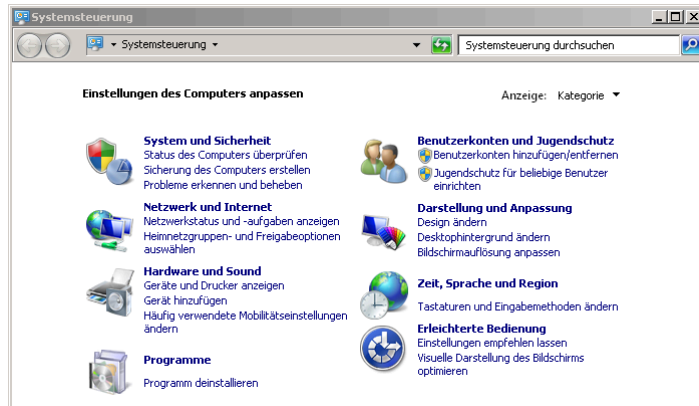 Systemsteuerung
Systemsteuerung
Systemsteuerung durchsuchen
Einstellungen des Computers anpassen
Anzeige: Kategorie
System und Sicherheit
Status des Computers überprüfen
Sicherung des Computers erstellen
Probleme erkennen und beheben
Netzwerk und Internet
Netzwerkstatus und -aufgaben anzeigen
Heimnetzgruppen- und Freigabeoptionen
auswählen
Hardware und Sound
Geräte und Drucker anzeigen
Gerät hinzufügen
Häufig verwendete Mobilitätseinstellungen
ändern
Programme
Programm deinstallieren
Benutzerkonten und Jugendschutz
Benutzerkonten hinzufügen/entfernen
Jugendschutz für beliebige Benutzer
einrichten
Darstellung und Anpassung
Design ändern
Desktophintergrund ändern
Bildschirmauflösung anpassen
Zeit, Sprache und Region
Tastaturen und Eingabemethoden ändern
Erleichterte Bedienung
Einstellungen empfehlen lassen
Visuelle Darstellung des Bildschirms
optimieren